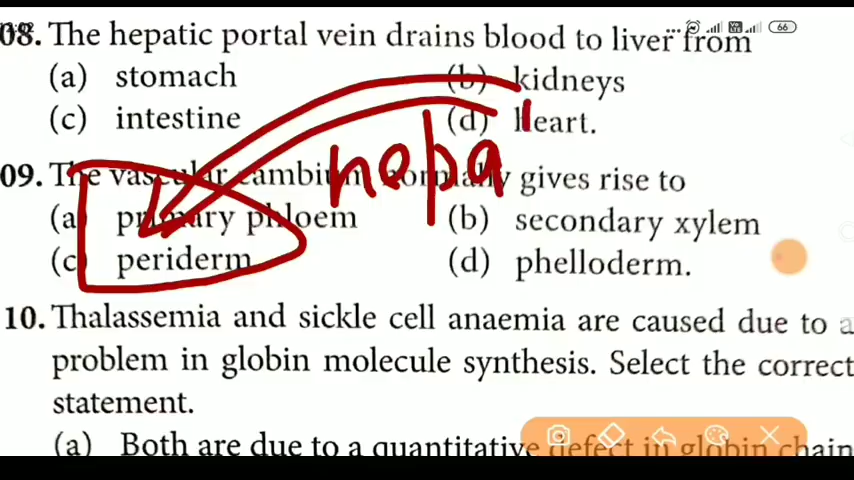 08. The hepatic portal vein drains blood to liver from
66
(a) stomach (b) kidneys
(c) intestine (d) heart.
hepa
09. The vascular cambium normally gives rise to
(a) primary phloem (b) secondary xylem
(c) periderm (d) phelloderm.
10. Thalassemia and sickle cell anaemia are caused due to a
problem in globin molecule synthesis. Select the correct
statement.
(a) Both are due to a quantitative defect in globin chain